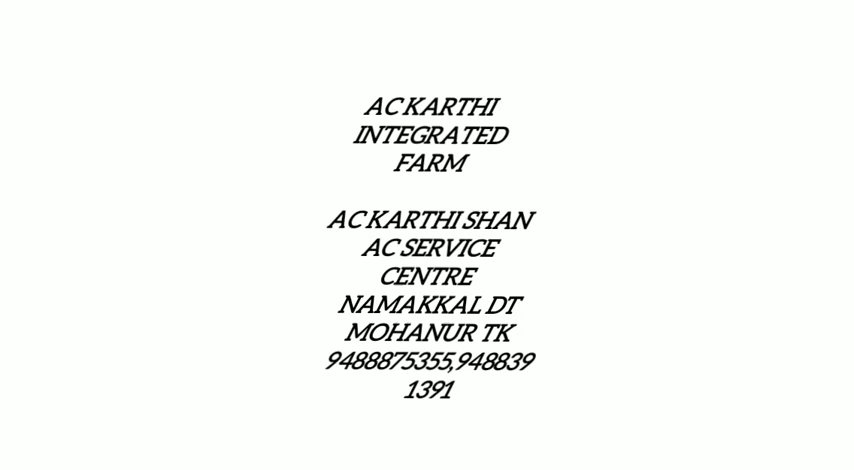 AC KARTHI
INTEGRATED
FARM
AC KARTHI SHAN
AC SERVICE
CENTRE
NAMAKKAL DT
MOHANUR TK
9488875355,948839
1391